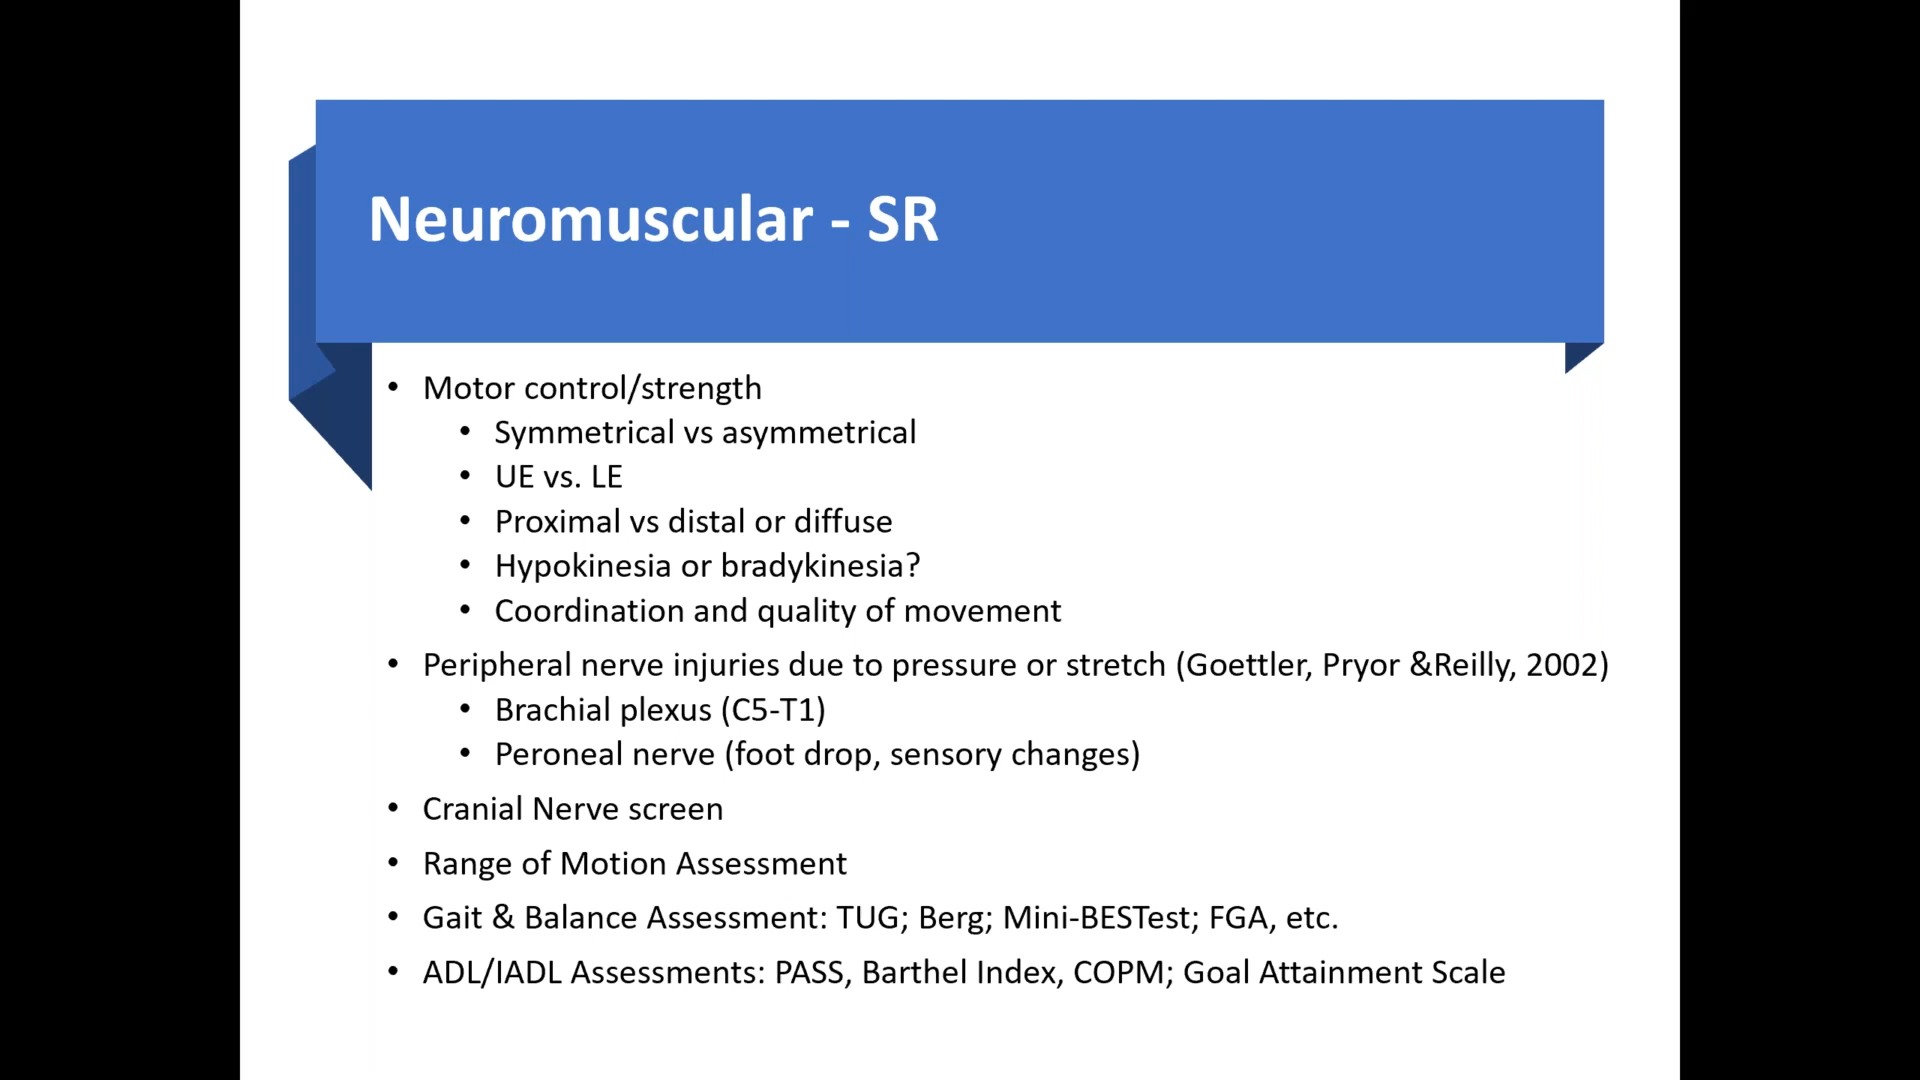 Neuromuscular - SR
• Motor control/strength
• Symmetrical vs asymmetrical
• UE vs. LE
• Proximal vs distal or diffuse
• Hypokinesia or bradykinesia?
• Coordination and quality of movement
• Peripheral nerve injuries due to pressure or stretch (Goettler, Pryor &Reilly, 2002)
• Brachial plexus (C5-T1)
• Peroneal nerve (foot drop, sensory changes)
• Cranial Nerve screen
• Range of Motion Assessment
• Gait & Balance Assessment: TUG; Berg; Mini-BESTest; FGA, etc.
• ADL/IADL Assessments: PASS, Barthel Index, COPM; Goal Attainment Scale